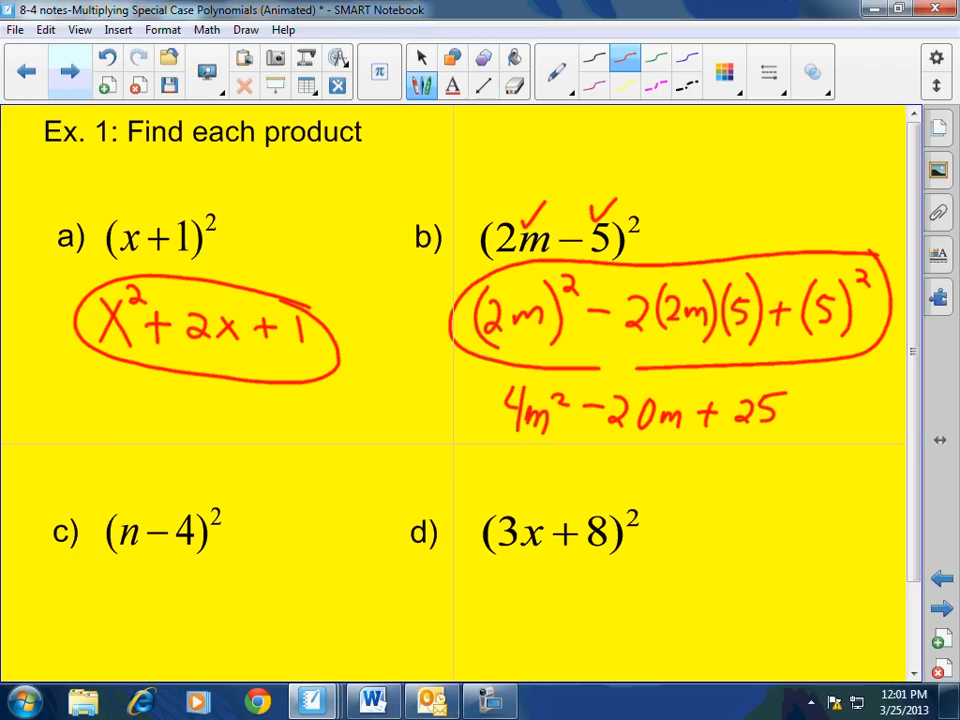 8-4 notes-Multiplying Special Case Polynomials (Animated) * - SMART Notebook
File Edit View Insert Format Math Draw Help
π
Ex. 1: Find each product
a) (x + 1)²
x² + 2x + 1
b) (2m − 5)²
(2m)² − 2(2m)(5) + (5)²
4m² − 20m + 25
c) (n − 4)²
d) (3x + 8)²
12:01 PM
3/25/2013